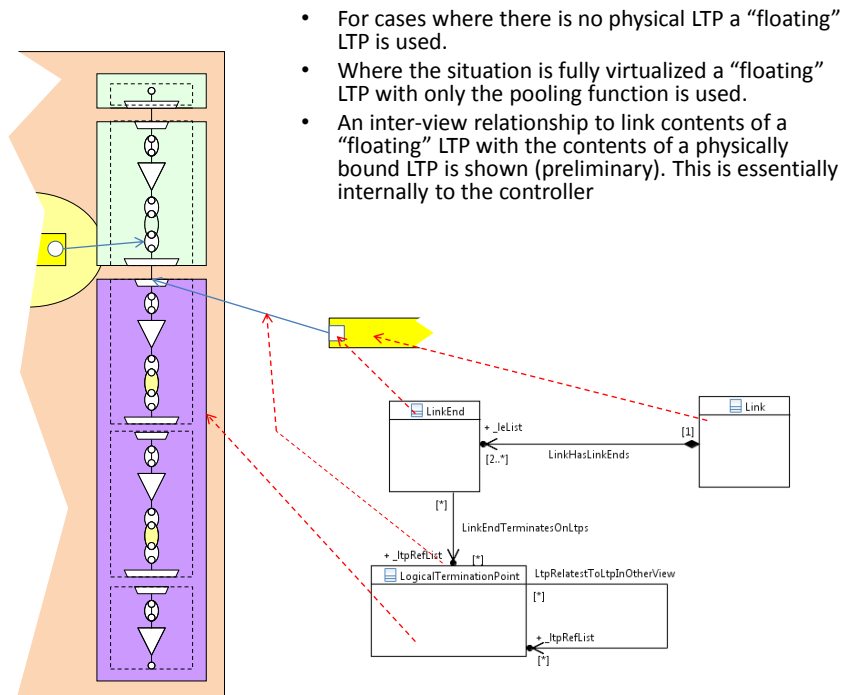 • For cases where there is no physical LTP a “floating”
LTP is used.
• Where the situation is fully virtualized a “floating”
LTP with only the pooling function is used.
• An inter-view relationship to link contents of a
“floating” LTP with the contents of a physically
bound LTP is shown (preliminary). This is essentially
internally to the controller
LinkEnd
Link
+ _leList
[1]
[2..*]
LinkHasLinkEnds
[*]
LinkEndTerminatesOnLtps
+ _ltpRefList
[*]
LogicalTerminationPoint
LtpRelatestToLtpInOtherView
[*]
+ _ltpRefList
[*]